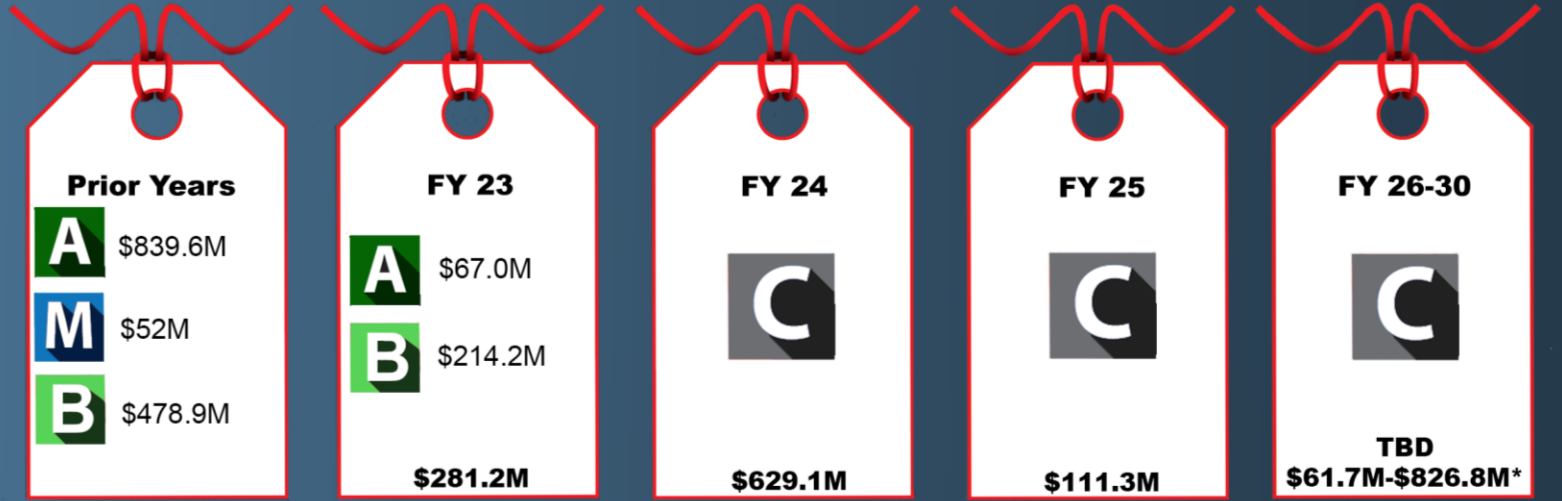 Prior Years
A $839.6M
M $52M
B $478.9M
FY 23
A $67.0M
B $214.2M
$281.2M
FY 24
C
$629.1M
FY 25
C
$111.3M
FY 26-30
C
TBD
$61.7M-$826.8M*